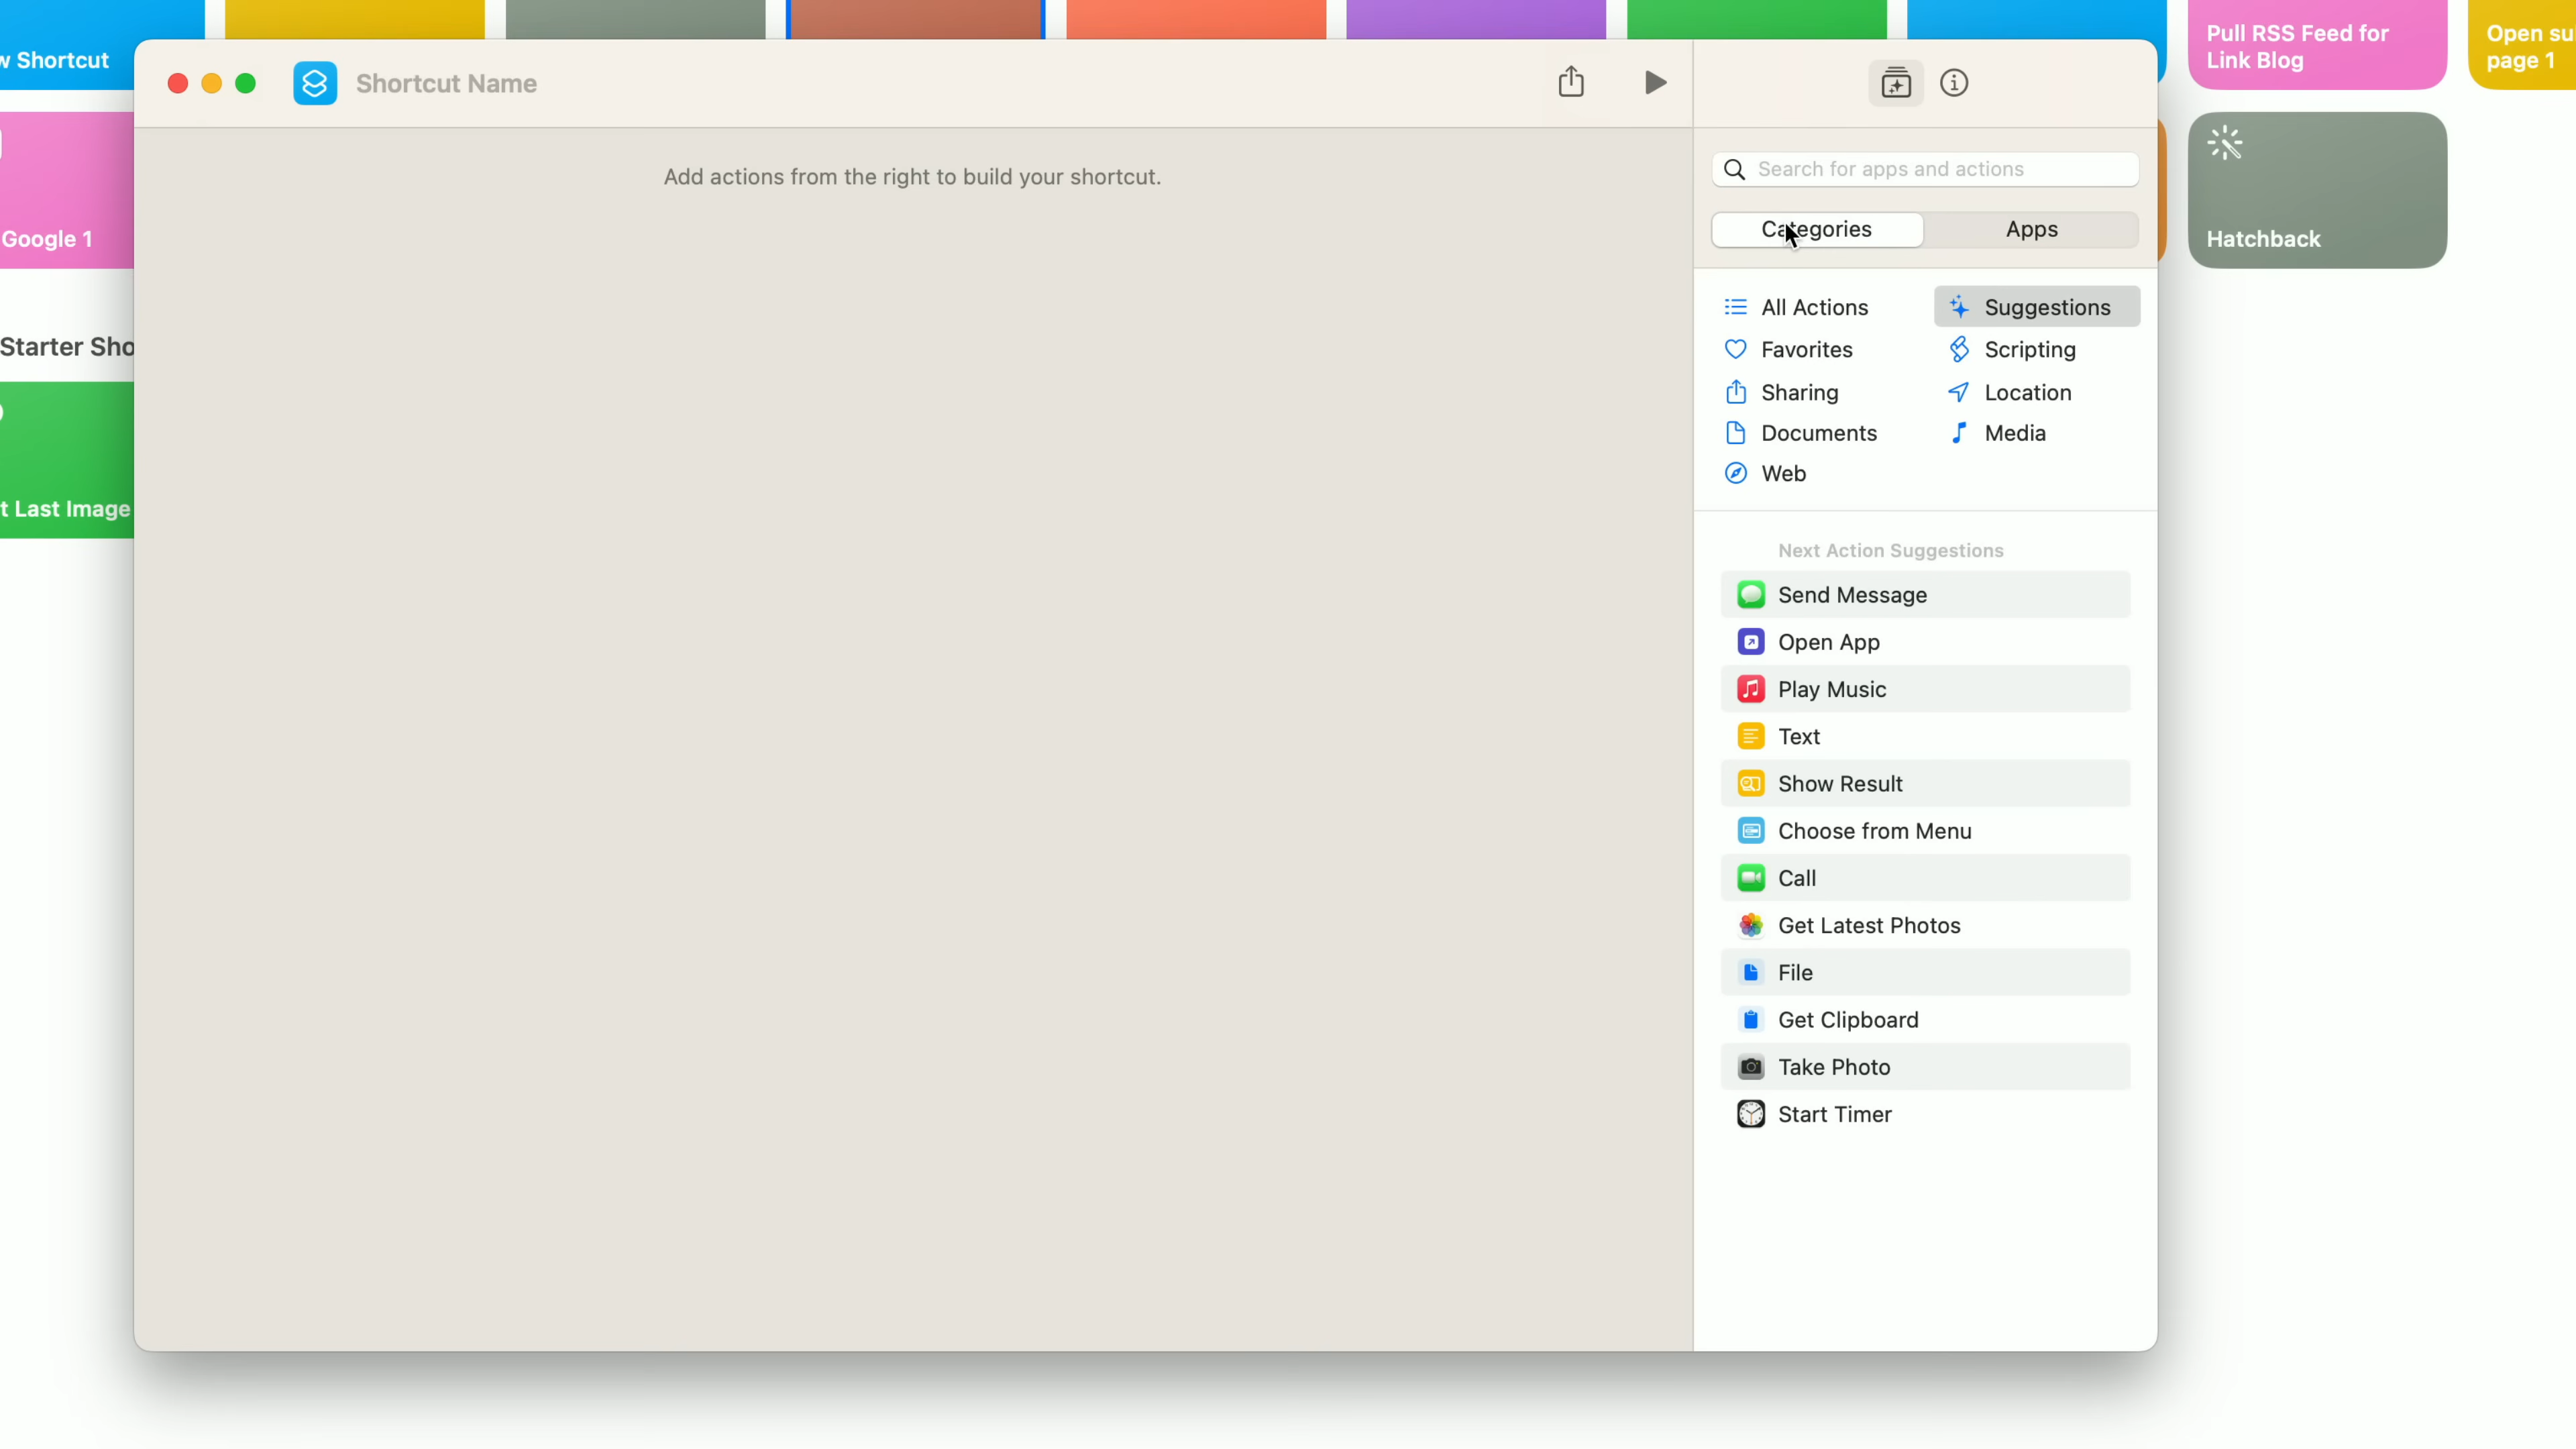 w Shortcut
Pull RSS Feed for
Link Blog
Open su
page 1
Google 1
Hatchback
Starter Sho
t Last Image
Shortcut Name
Add actions from the right to build your shortcut.
Search for apps and actions
Categories
Apps
All Actions
Suggestions
Favorites
Scripting
Sharing
Location
Documents
Media
Web
Next Action Suggestions
Send Message
Open App
Play Music
Text
Show Result
Choose from Menu
Call
Get Latest Photos
File
Get Clipboard
Take Photo
Start Timer